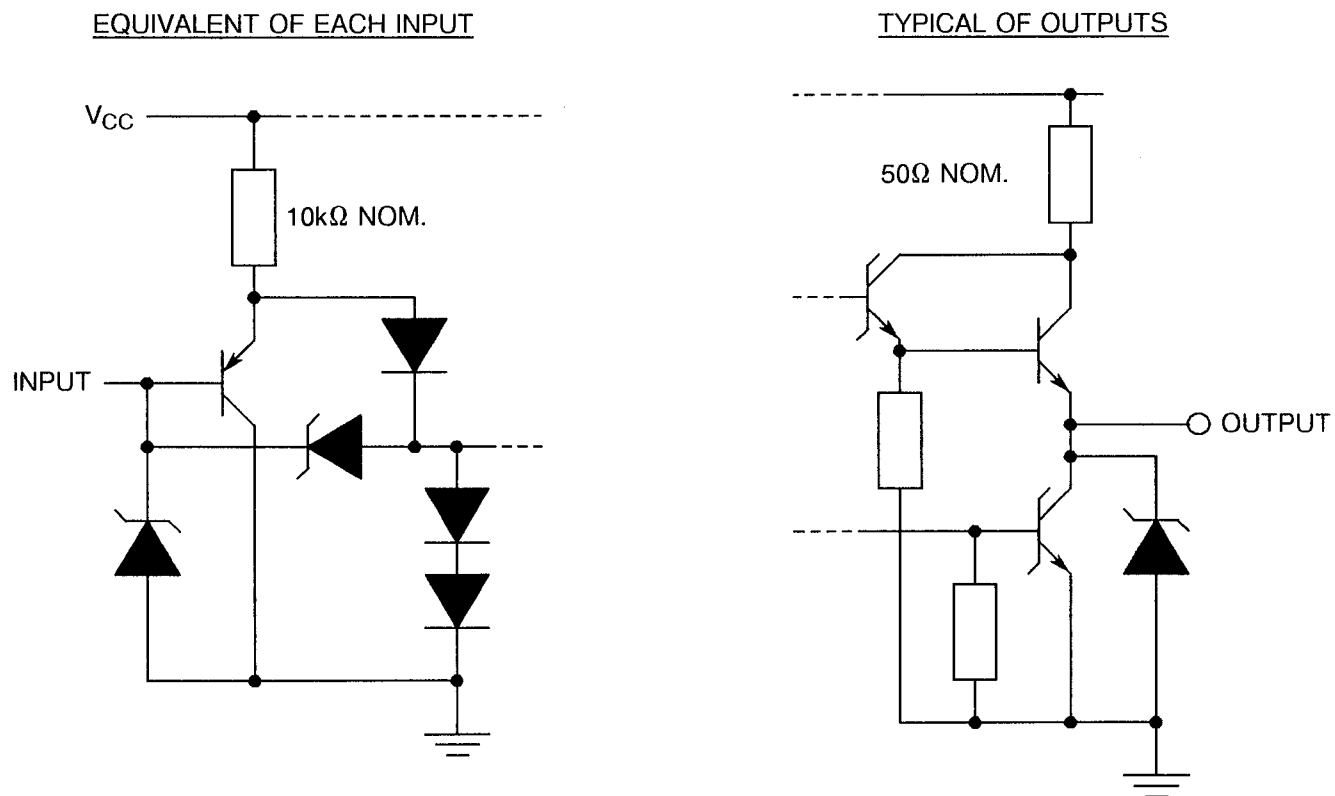 EQUIVALENT OF EACH INPUT
TYPICAL OF OUTPUTS
VCC
10kΩ NOM.
50Ω NOM.
INPUT
OUTPUT